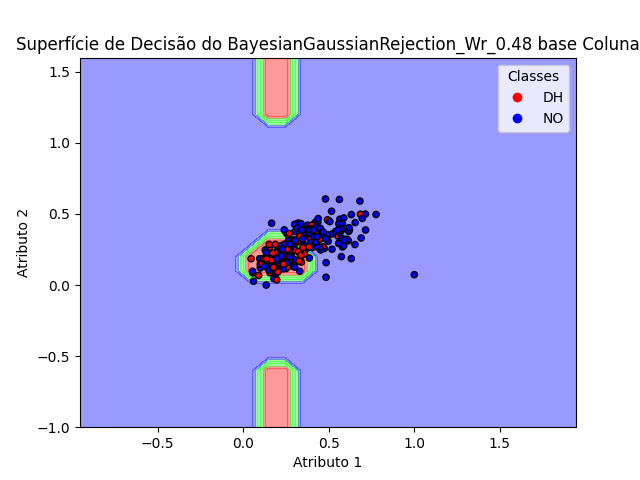 Superfície de Decisão do BayesianGaussianRejection_Wr_0.48 base Coluna
Classes
DH
NO
Atributo 2
1.5
1.0
0.5
0.0
−0.5
−1.0
−0.5
0.0
0.5
1.0
1.5
Atributo 1